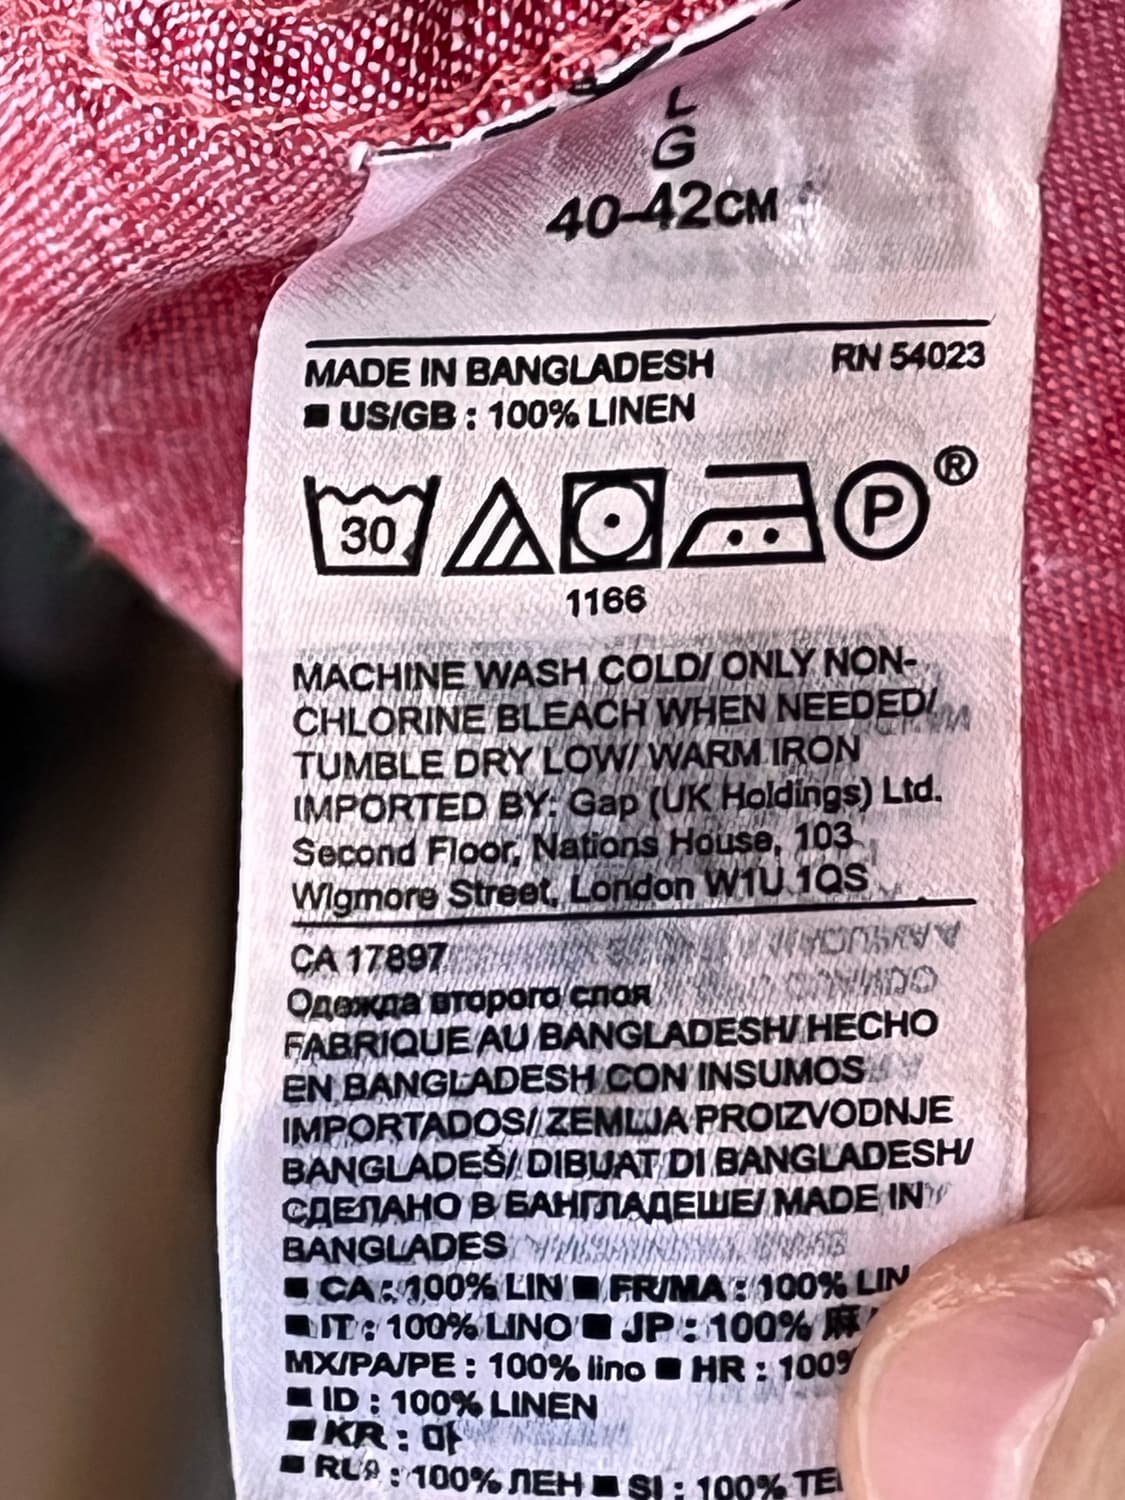 L
G
40-42CM
MADE IN BANGLADESH RN 54023
■ US/GB : 100% LINEN
30 P ®
1166
MACHINE WASH COLD/ ONLY NON-
CHLORINE BLEACH WHEN NEEDED/
TUMBLE DRY LOW/ WARM IRON
IMPORTED BY: Gap (UK Holdings) Ltd.
Second Floor, Nations House, 103
Wigmore Street, London W1U 1QS
CA 17897
Одежда второго слоя
FABRIQUE AU BANGLADESH/ HECHO
EN BANGLADESH CON INSUMOS
IMPORTADOS/ ZEMLJA PROIZVODNJE
BANGLADEŠ/ DIBUAT DI BANGLADESH/
СДЕЛАНО В БАНГЛАДЕШЕ/ MADE IN
BANGLADES
■ CA : 100% LIN ■ FR/MA : 100% LIN
■ IT : 100% LINO ■ JP : 100% 麻
MX/PA/PE : 100% lino ■ HR : 100%
■ ID : 100% LINEN
■ KR : 마
■ RU : 100% ЛЕН ■ SI : 100%